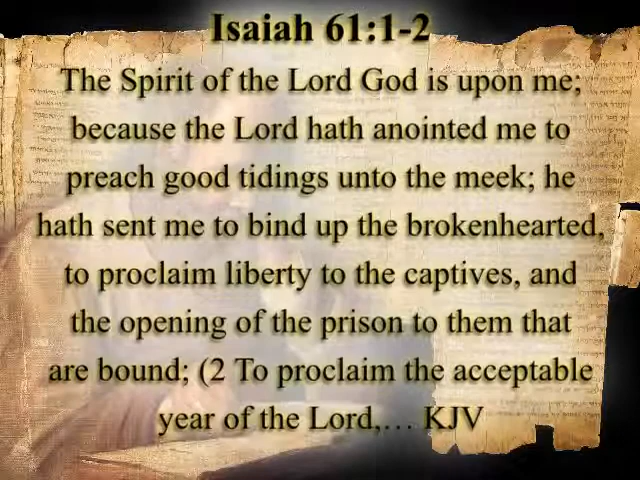 Isaiah 61:1-2
The Spirit of the Lord God is upon me;
because the Lord hath anointed me to
preach good tidings unto the meek; he
hath sent me to bind up the brokenhearted,
to proclaim liberty to the captives, and
the opening of the prison to them that
are bound; (2 To proclaim the acceptable
year of the Lord,… KJV